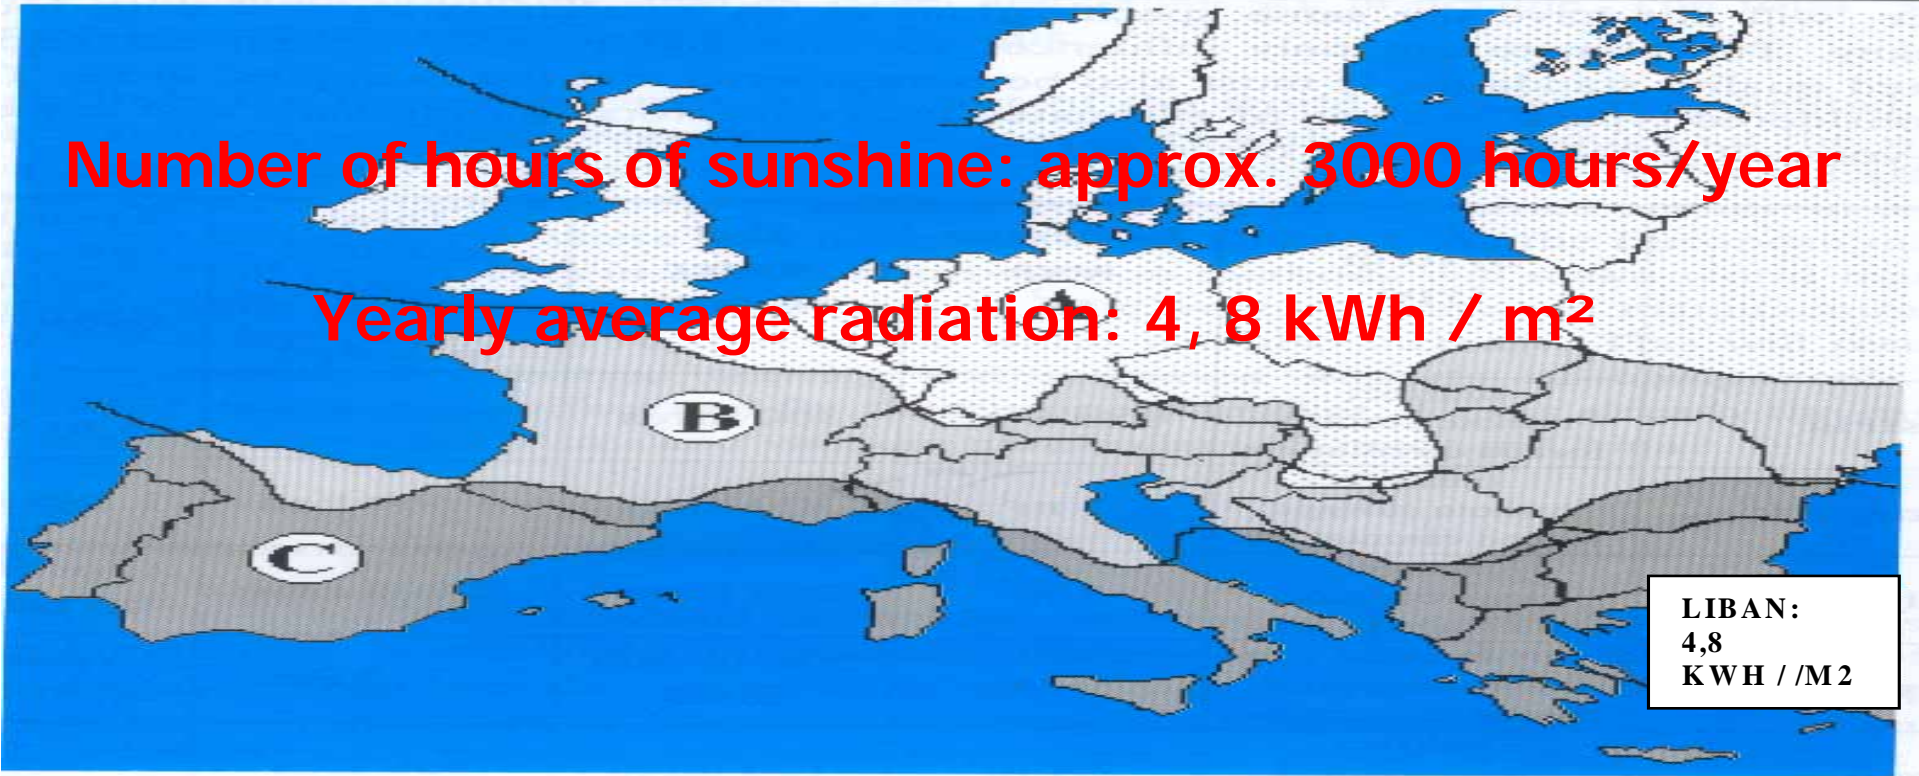 Number of hours of sunshine: approx. 3000 hours/year
Yearly average radiation: 4, 8 kWh / m²
A
B
C
LIBAN:
4,8
KWH / /M2